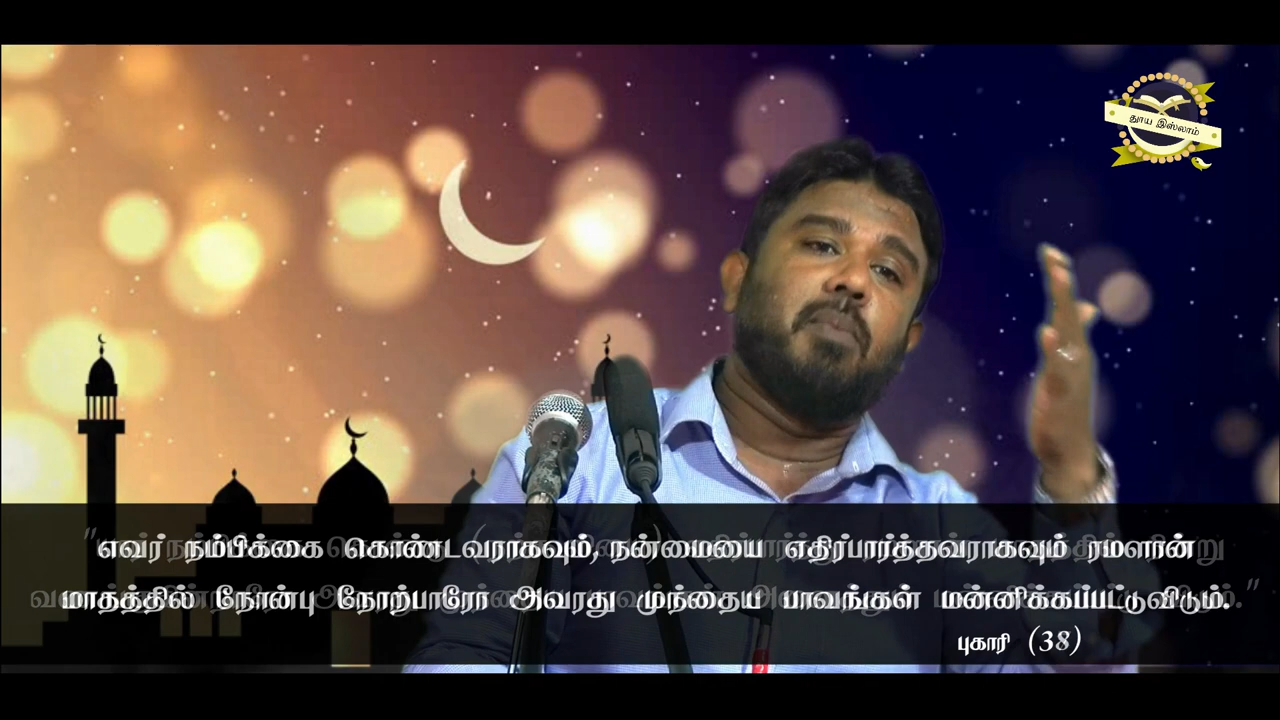 தூய இஸ்லாம்
"எவர் நம்பிக்கை கொண்டவராகவும், நன்மையை எதிர்பார்த்தவராகவும் ரமளான்
மாதத்தில் நோன்பு நோற்பாரோ அவரது முந்தைய பாவங்கள் மன்னிக்கப்பட்டுவிடும்."
புகாரி (38)